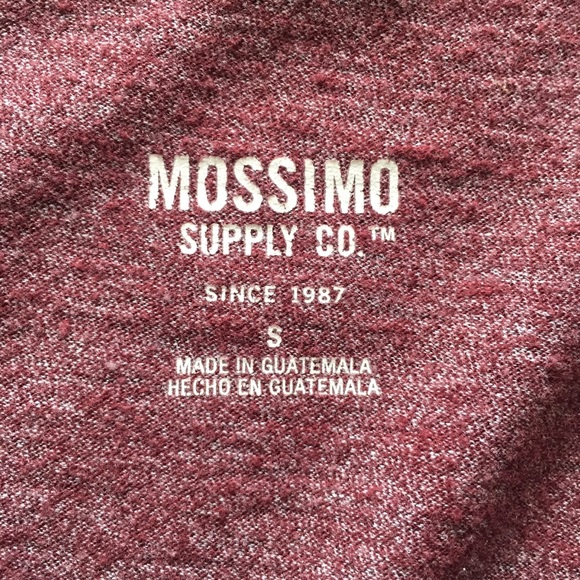 MOSSIMO
SUPPLY CO.™
SINCE 1987
S
MADE IN GUATEMALA
HECHO EN GUATEMALA